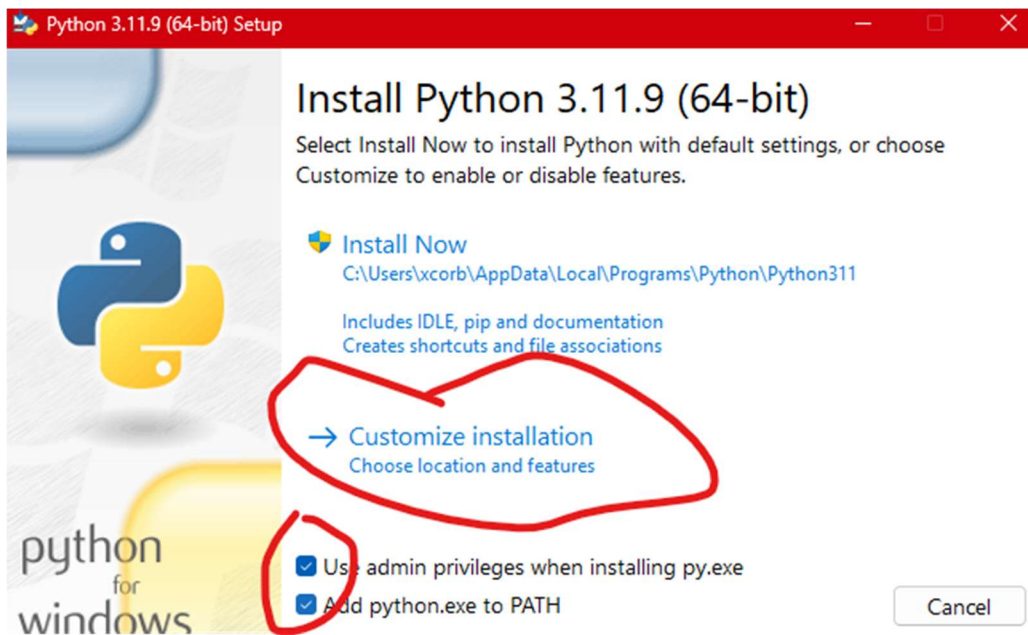 Python 3.11.9 (64-bit) Setup
Install Python 3.11.9 (64-bit)
Select Install Now to install Python with default settings, or choose
Customize to enable or disable features.
Install Now
C:\Users\xcorb\AppData\Local\Programs\Python\Python311
Includes IDLE, pip and documentation
Creates shortcuts and file associations
→ Customize installation
Choose location and features
Use admin privileges when installing py.exe
Add python.exe to PATH
Cancel
python
for
windows